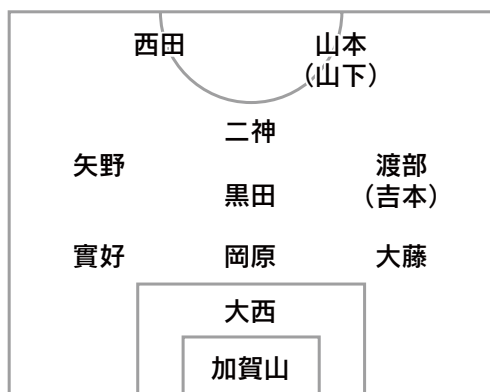 西田
山本
（山下）
二神
矢野
渡部
（吉本）
黒田
實好
岡原
大藤
大西
加賀山